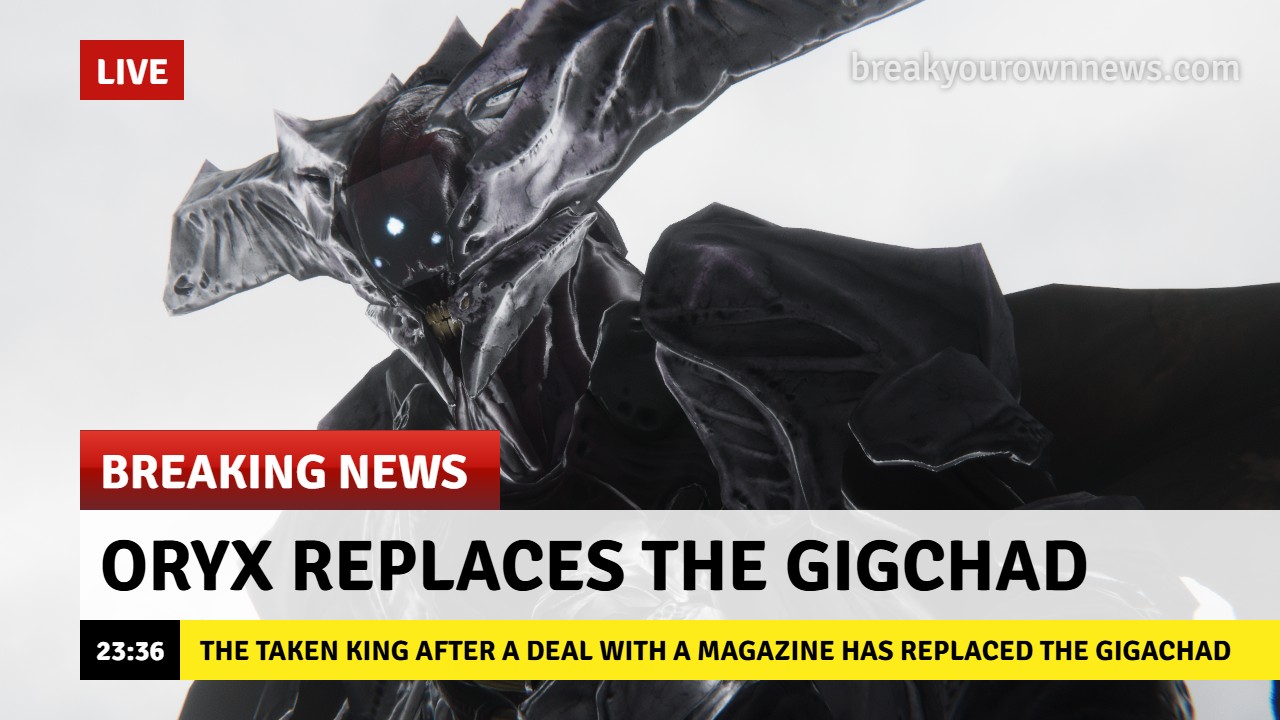 LIVE
breakyourownnews.com
BREAKING NEWS
ORYX REPLACES THE GIGCHAD
23:36 THE TAKEN KING AFTER A DEAL WITH A MAGAZINE HAS REPLACED THE GIGACHAD